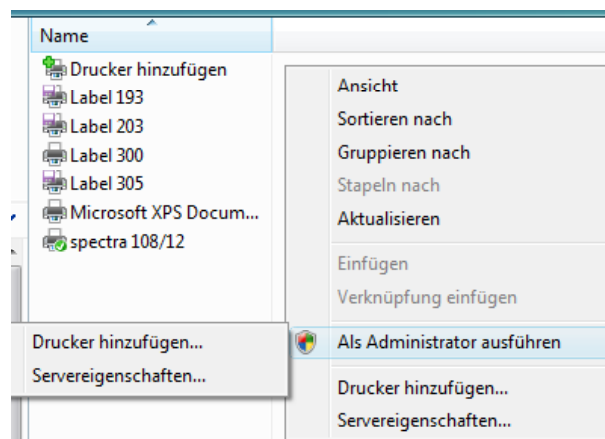 Name
Drucker hinzufügen
Label 193
Label 203
Label 300
Label 305
Microsoft XPS Docum...
spectra 108/12
Ansicht
Sortieren nach
Gruppieren nach
Stapeln nach
Aktualisieren
Einfügen
Verknüpfung einfügen
Als Administrator ausführen
Drucker hinzufügen...
Servereigenschaften...
Drucker hinzufügen...
Servereigenschaften...